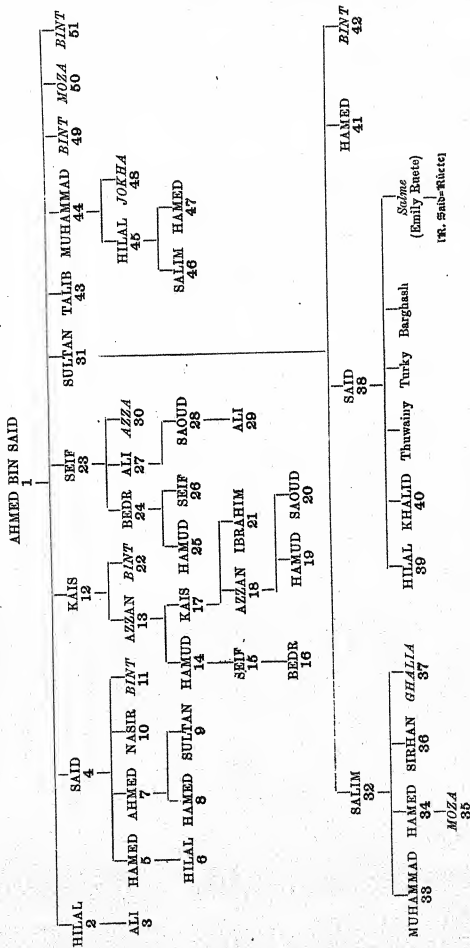 AHMED BIN SAID
1
HILAL SAID KAIS SEIF SULTAN TALIB MUHAMMAD BINT MOZA BINT
2 4 12 23 31 43 44 49 50 51
ALI HAMED AHMED NASIR BINT AZZAN BINT BEDR ALI AZZA HILAL JOKHA
3 5 7 10 11 13 22 24 27 30 45 48
HILAL HAMED SULTAN HAMUD KAIS HAMUD SEIF SAOUD SALIM HAMED
6 8 9 14 17 25 26 28 46 47
SEIF AZZAN IBRAHIM ALI
15 18 21 29
BEDR HAMUD SAOUD
16 19 20
SALIM SAID HAMED BINT
32 38 41 42
MUHAMMAD HAMED SIRHAN GHALIA HILAL KHALID Thuwainy Turky Barghash Salme
33 34 36 37 39 40 (Emily Ruete)
MOZA [R. Said=Rüete]
35